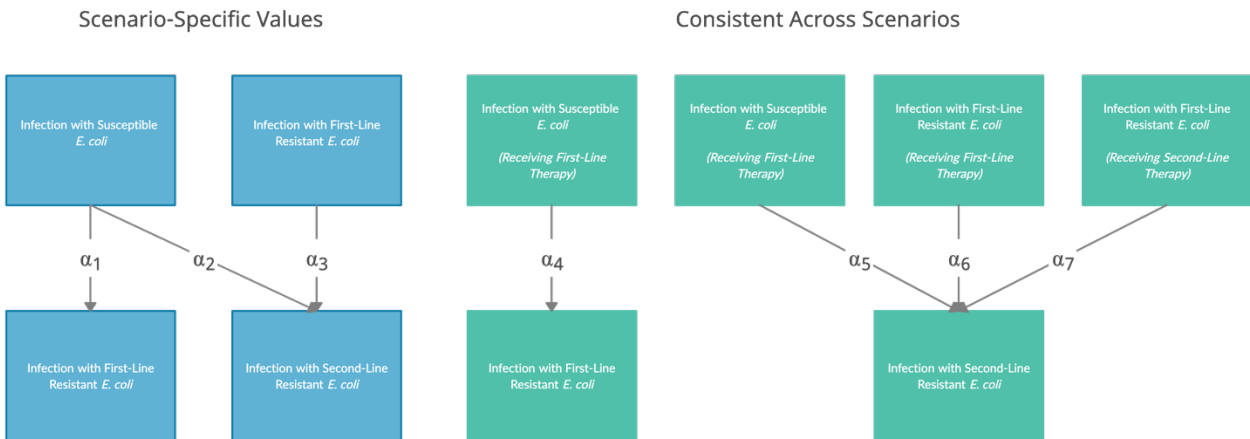 Scenario-Specific Values
Consistent Across Scenarios
Infection with Susceptible
E. coli
Infection with First-Line
Resistant E. coli
Infection with Susceptible
E. coli
(Receiving First-Line
Therapy)
Infection with Susceptible
E. coli
(Receiving First-Line
Therapy)
Infection with First-Line
Resistant E. coli
(Receiving First-Line
Therapy)
Infection with First-Line
Resistant E. coli
(Receiving Second-Line
Therapy)
α1
α2
α3
α4
α5
α6
α7
Infection with First-Line
Resistant E. coli
Infection with Second-Line
Resistant E. coli
Infection with First-Line
Resistant E. coli
Infection with Second-Line
Resistant E. coli